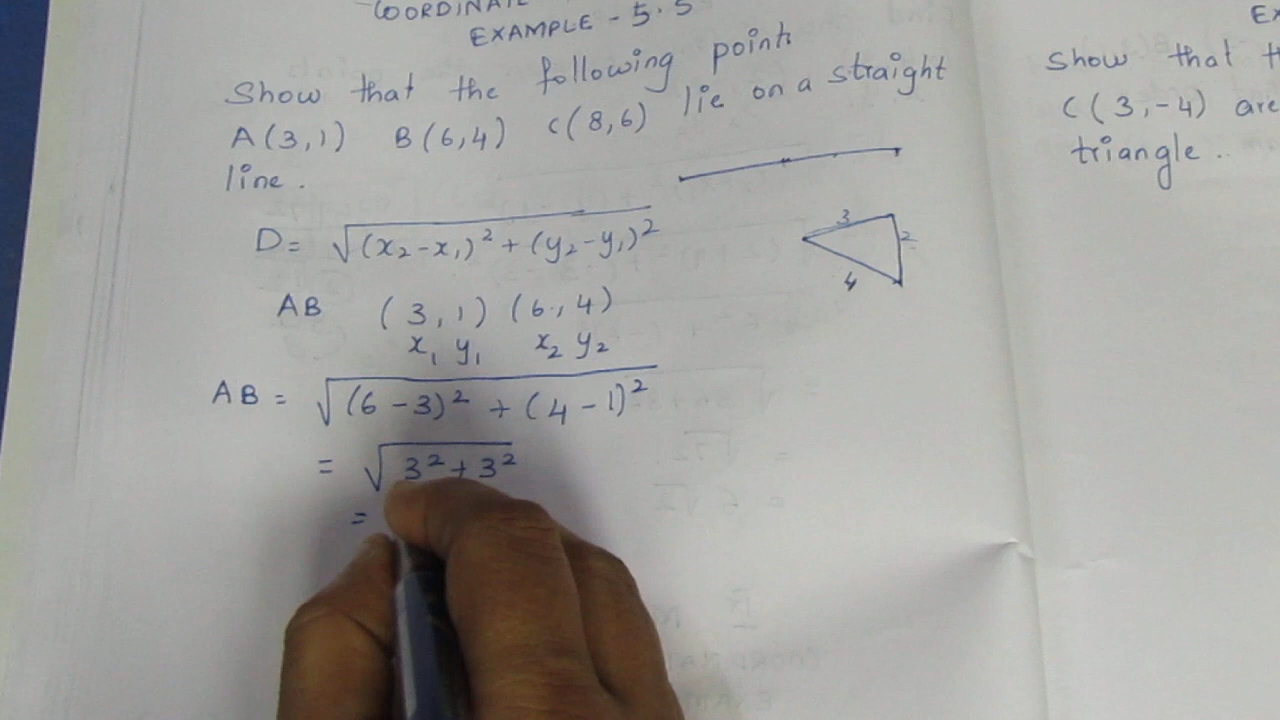 COORDINATE
EXAMPLE - 5.5
Show that the following points
A(3,1) B(6,4) C(8,6) lie on a straight
line.
D = √(x₂-x₁)² + (y₂-y₁)²
3
2
4
AB (3,1) (6,4)
x₁ y₁ x₂ y₂
AB = √(6-3)² + (4-1)²
= √3² + 3²
=
Show that
C(3,-4) are
triangle.